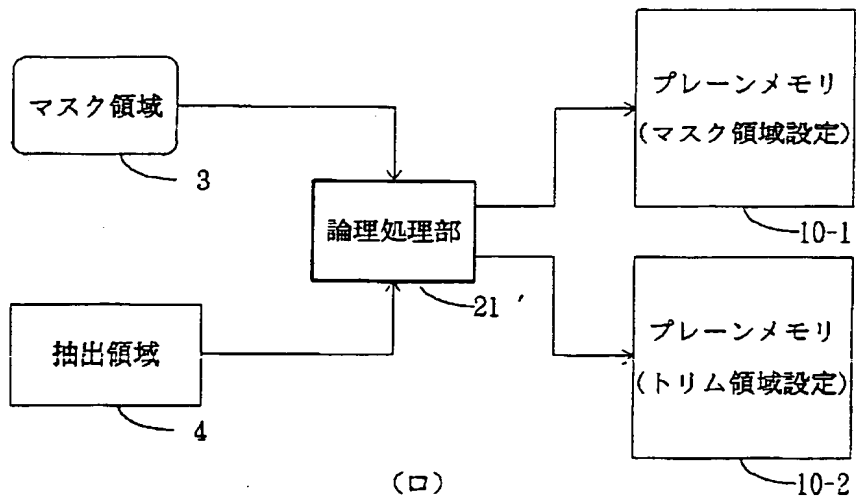 マスク領域
3
抽出領域
4
論理処理部
21 ′
プレーンメモリ
(マスク領域設定)
10-1
プレーンメモリ
(トリム領域設定)
10-2
(ロ)